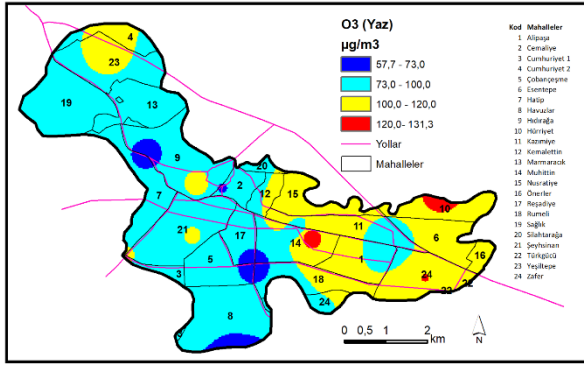 O3 (Yaz)
µg/m3
57,7 - 73,0
73,0 - 100,0
100,0 - 120,0
120,0- 131,3
Yollar
Mahalleler
Kod Mahalleler
1 Alipaşa
2 Cemaliye
3 Cumhuriyet 1
4 Cumhuriyet 2
5 Çobançeşme
6 Esentepe
7 Hatip
8 Havuzlar
9 Hıdırağa
10 Hürriyet
11 Kazımiye
12 Kemalettin
13 Marmaracık
14 Muhittin
15 Nusratiye
16 Önerler
17 Reşadiye
18 Rumeli
19 Sağlık
20 Silahtarağa
21 Şeyhsinan
22 Türkgücü
23 Yeşiltepe
24 Zafer
4
23
19
13
9
20
2
12
15
7
10
11
6
21
17
14
16
5
1
3
18
24
22
22
8
24
0 0,5 1 2
km
N